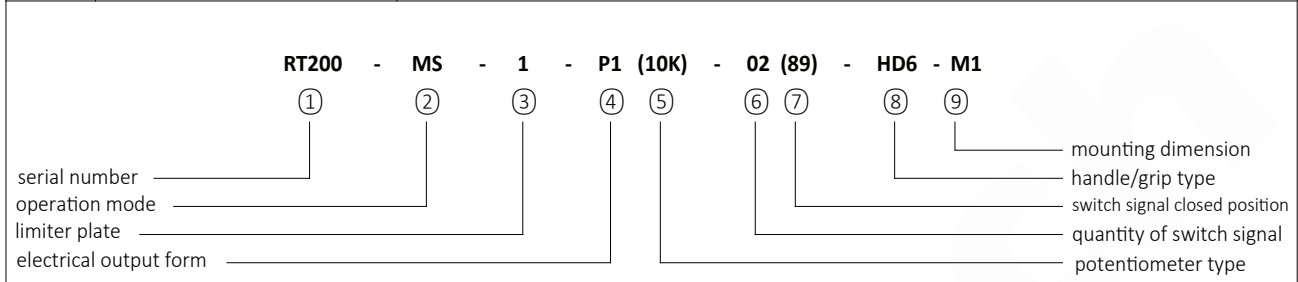 RT200 - MS - 1 - P1 (10K) - 02 (89) - HD6 - M1
① ② ③ ④ ⑤ ⑥ ⑦ ⑧ ⑨
mounting dimension
serial number handle/grip type
operation mode switch signal closed position
limiter plate quantity of switch signal
electrical output form potentiometer type